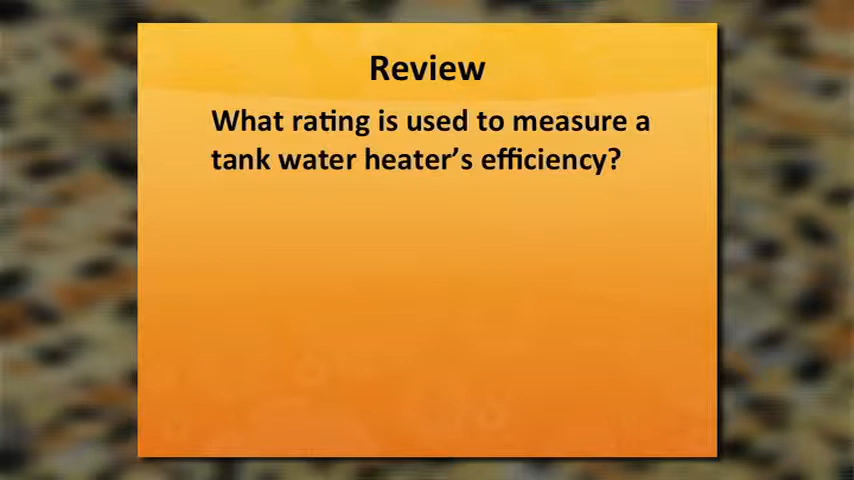 Review
What rating is used to measure a
tank water heater's efficiency?